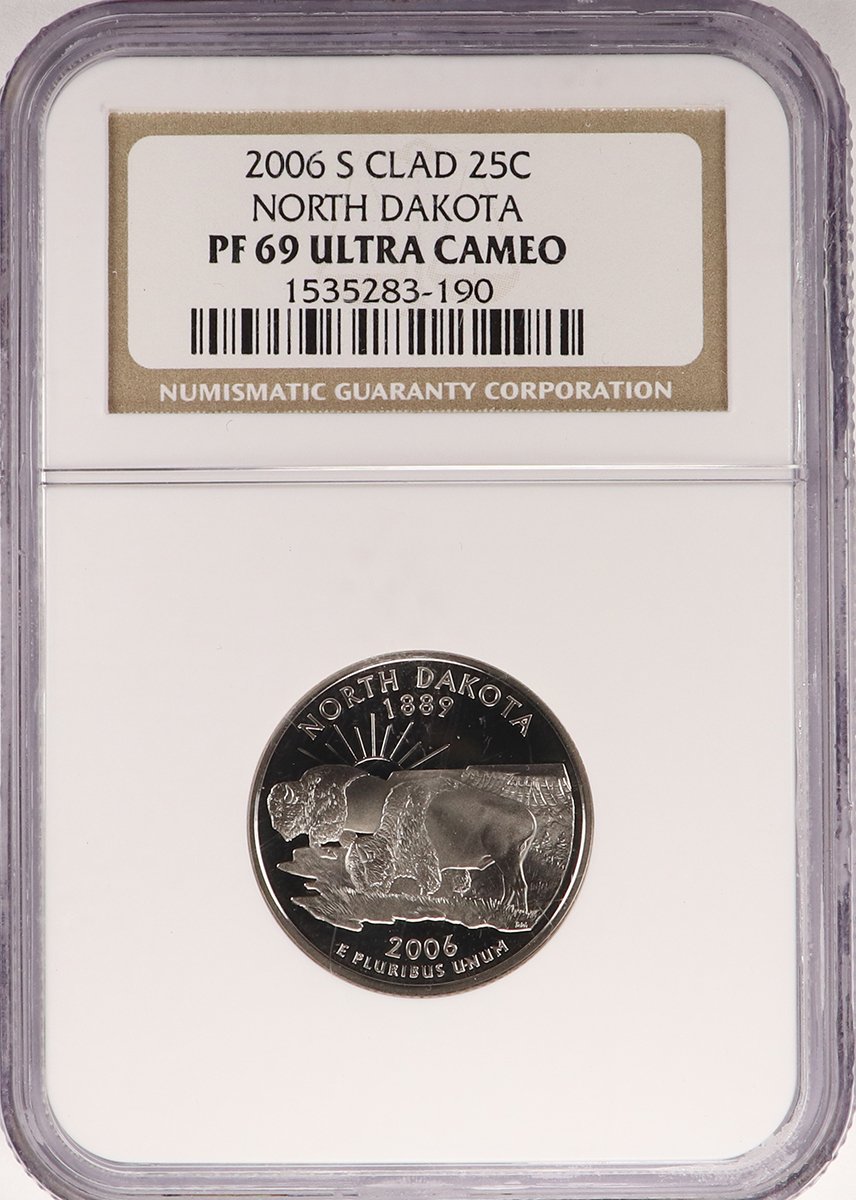 2006 S CLAD 25C
NORTH DAKOTA
PF 69 ULTRA CAMEO
1535283-190
NUMISMATIC GUARANTY CORPORATION
NORTH DAKOTA
1889
2006
E PLURIBUS UNUM